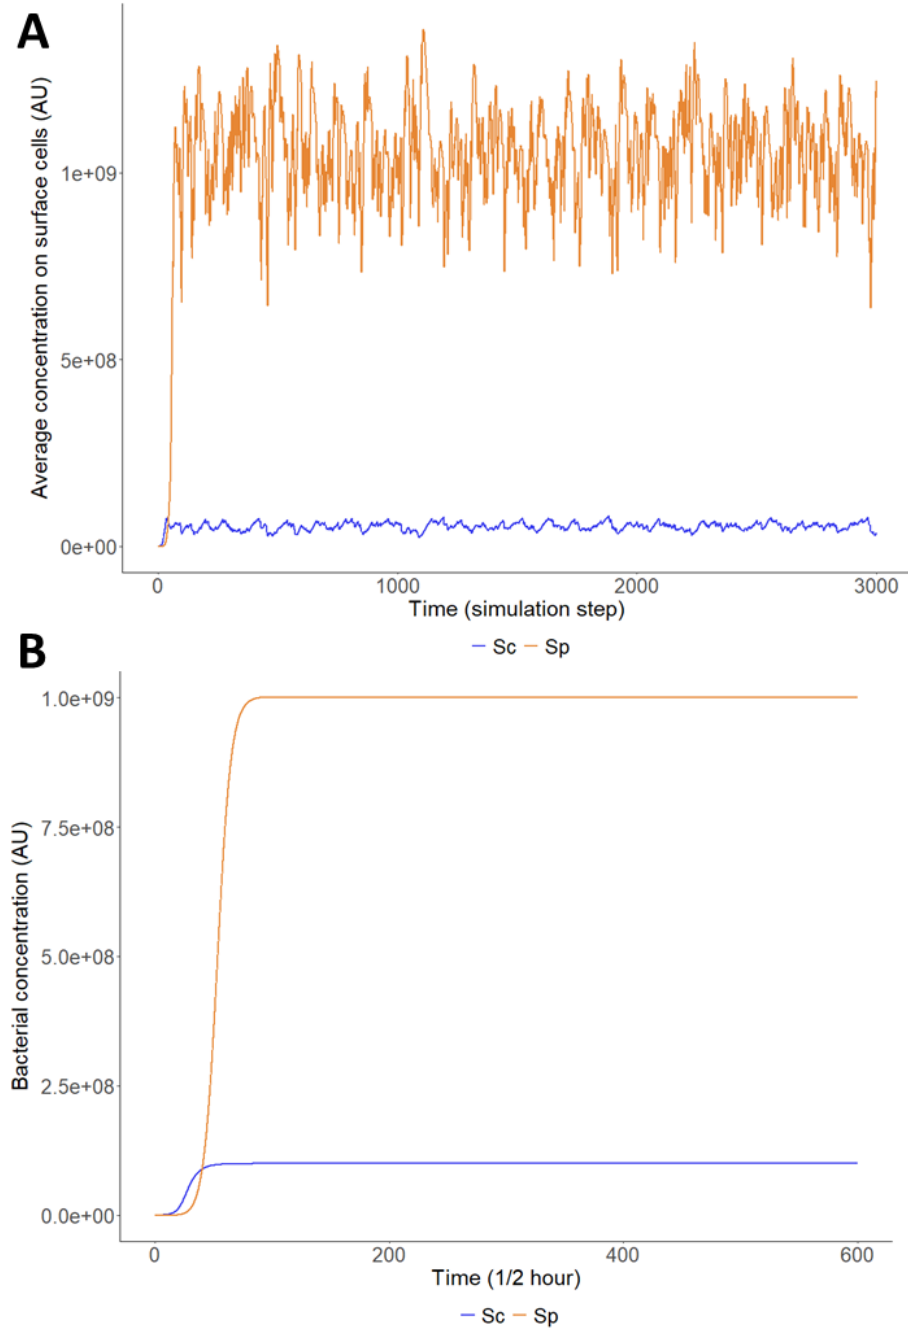 A
Average concentration on surface cells (AU)
1e+09
5e+08
0e+00
0
1000
2000
3000
Time (simulation step)
Sc
Sp
B
Bacterial concentration (AU)
1.0e+09
7.5e+08
5.0e+08
2.5e+08
0.0e+00
0
200
400
600
Time (1/2 hour)
Sc
Sp